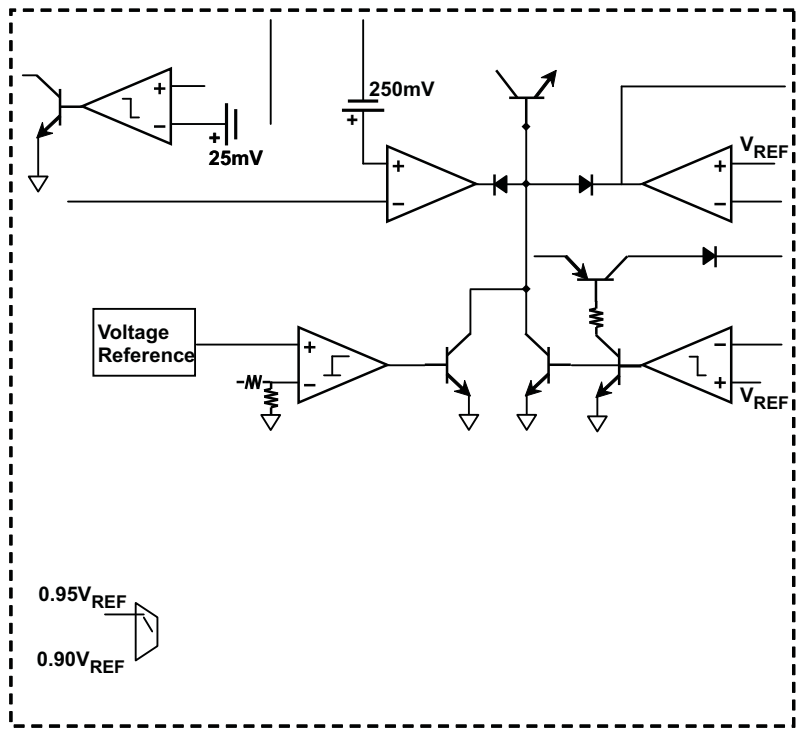 250mV
+
+
−
+
25mV
+
−
VREF
+
−
Voltage
Reference
+
−
−
+
VREF
0.95VREF
0.90VREF